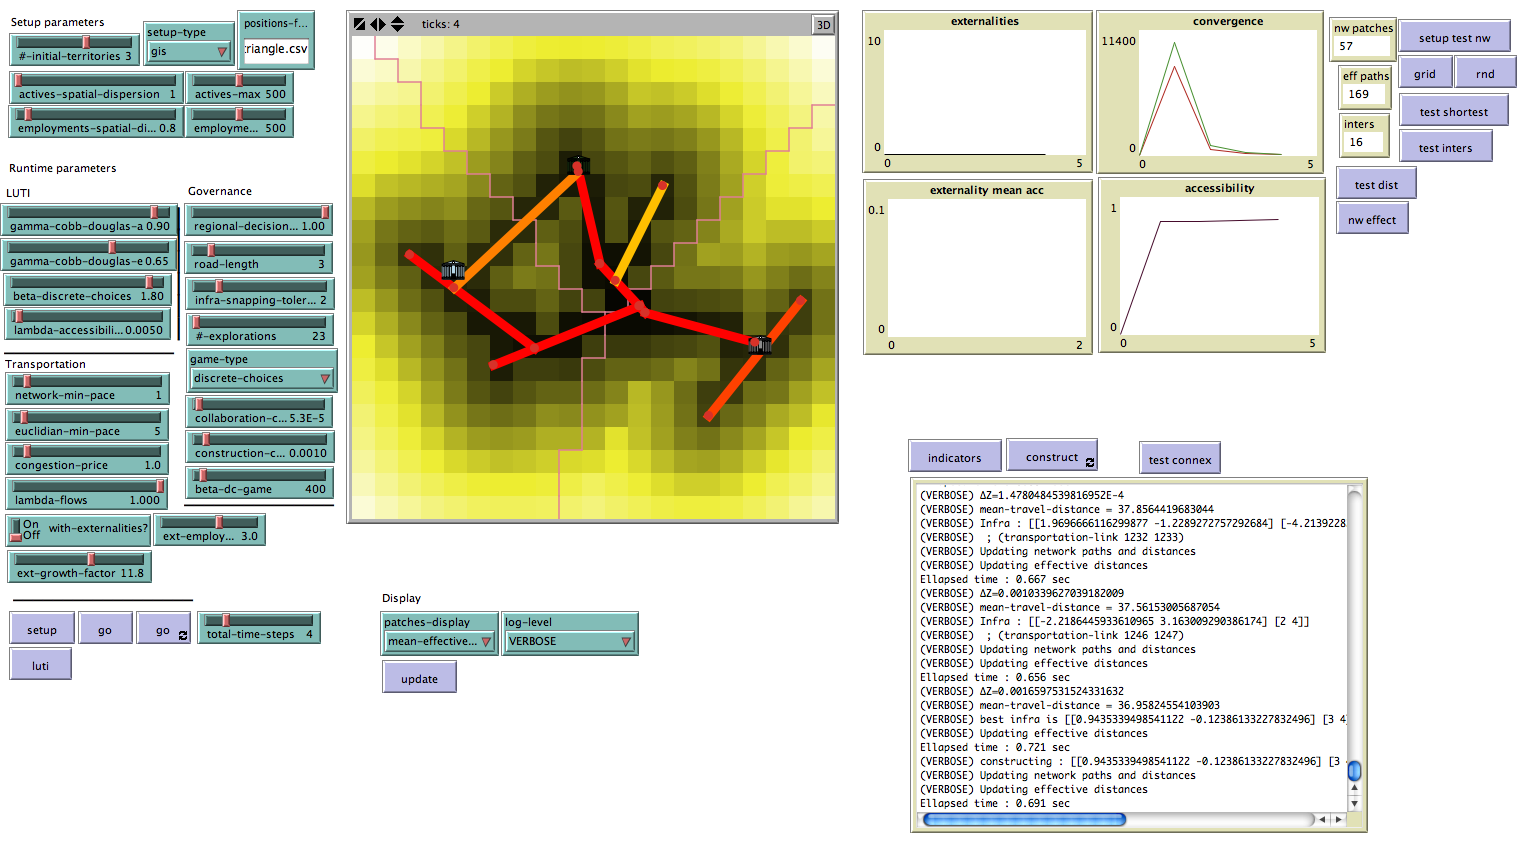 Setup parameters
#-initial-territories 3
setup-type
gis
positions-f...
triangle.csv
actives-spatial-dispersion 1
actives-max 500
employments-spatial-di... 0.8
employme... 500
Runtime parameters
LUTI
gamma-cobb-douglas-a 0.90
gamma-cobb-douglas-e 0.65
beta-discrete-choices 1.80
lambda-accessibili... 0.0050
Transportation
network-min-pace 1
euclidian-min-pace 5
congestion-price 1.0
lambda-flows 1.000
On
Off
with-externalities?
ext-employ... 3.0
ext-growth-factor 11.8
Governance
regional-decision... 1.00
road-length 3
infra-snapping-toler... 2
#-explorations 23
game-type
discrete-choices
collaboration-c... 5.3E-5
construction-c... 0.0010
beta-dc-game 400
setup
go
go
total-time-steps 4
luti
ticks: 4
3D
Display
patches-display
mean-effective...
log-level
VERBOSE
update
externalities
10
0
0
5
convergence
11400
0
0
5
externality mean acc
0.1
0
0
2
accessibility
1
0
0
5
nw patches
57
eff paths
169
inters
16
setup test nw
grid
rnd
test shortest
test inters
test dist
nw effect
indicators
construct
test connex
(VERBOSE) ΔZ=1.4780484539816952E-4
(VERBOSE) mean-travel-distance = 37.8564419683044
(VERBOSE) Infra : [[1.9696666116299877 -1.2289272757292684] [-4.2139228
(VERBOSE)  ; (transportation-link 1232 1233)
(VERBOSE) Updating network paths and distances
(VERBOSE) Updating effective distances
Ellapsed time : 0.667 sec
(VERBOSE) ΔZ=0.0010339627039182009
(VERBOSE) mean-travel-distance = 37.56153005687054
(VERBOSE) Infra : [[-2.2186445933610965 3.163009290386174] [2 4]]
(VERBOSE)  ; (transportation-link 1246 1247)
(VERBOSE) Updating network paths and distances
(VERBOSE) Updating effective distances
Ellapsed time : 0.656 sec
(VERBOSE) ΔZ=0.0016597531524331632
(VERBOSE) mean-travel-distance = 36.95824554103903
(VERBOSE) best infra is [[0.9435339498541122 -0.12386133227832496] [3 4
(VERBOSE) Updating effective distances
Ellapsed time : 0.721 sec
(VERBOSE) constructing : [[0.9435339498541122 -0.12386133227832496] [3
(VERBOSE) Updating network paths and distances
(VERBOSE) Updating effective distances
Ellapsed time : 0.691 sec